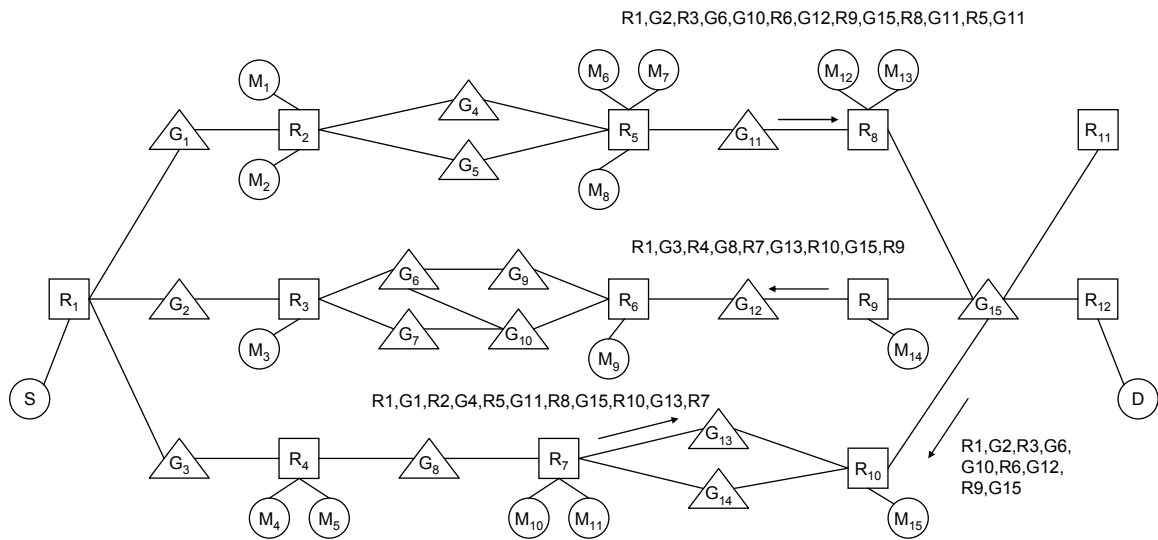 R1,G2,R3,G6,G10,R6,G12,R9,G15,R8,G11,R5,G11
M6
M7
M12
M13
M1
G4
G1
R2
R5
G11
R8
R11
G5
M2
M8
R1,G3,R4,G8,R7,G13,R10,G15,R9
G6
G9
R1
G2
R3
R6
G12
R9
G15
R12
G7
G10
M3
M9
M14
S
D
R1,G1,R2,G4,R5,G11,R8,G15,R10,G13,R7
G13
R1,G2,R3,G6,
G10,R6,G12,
R9,G15
G3
R4
G8
R7
R10
G14
M4
M5
M10
M11
M15